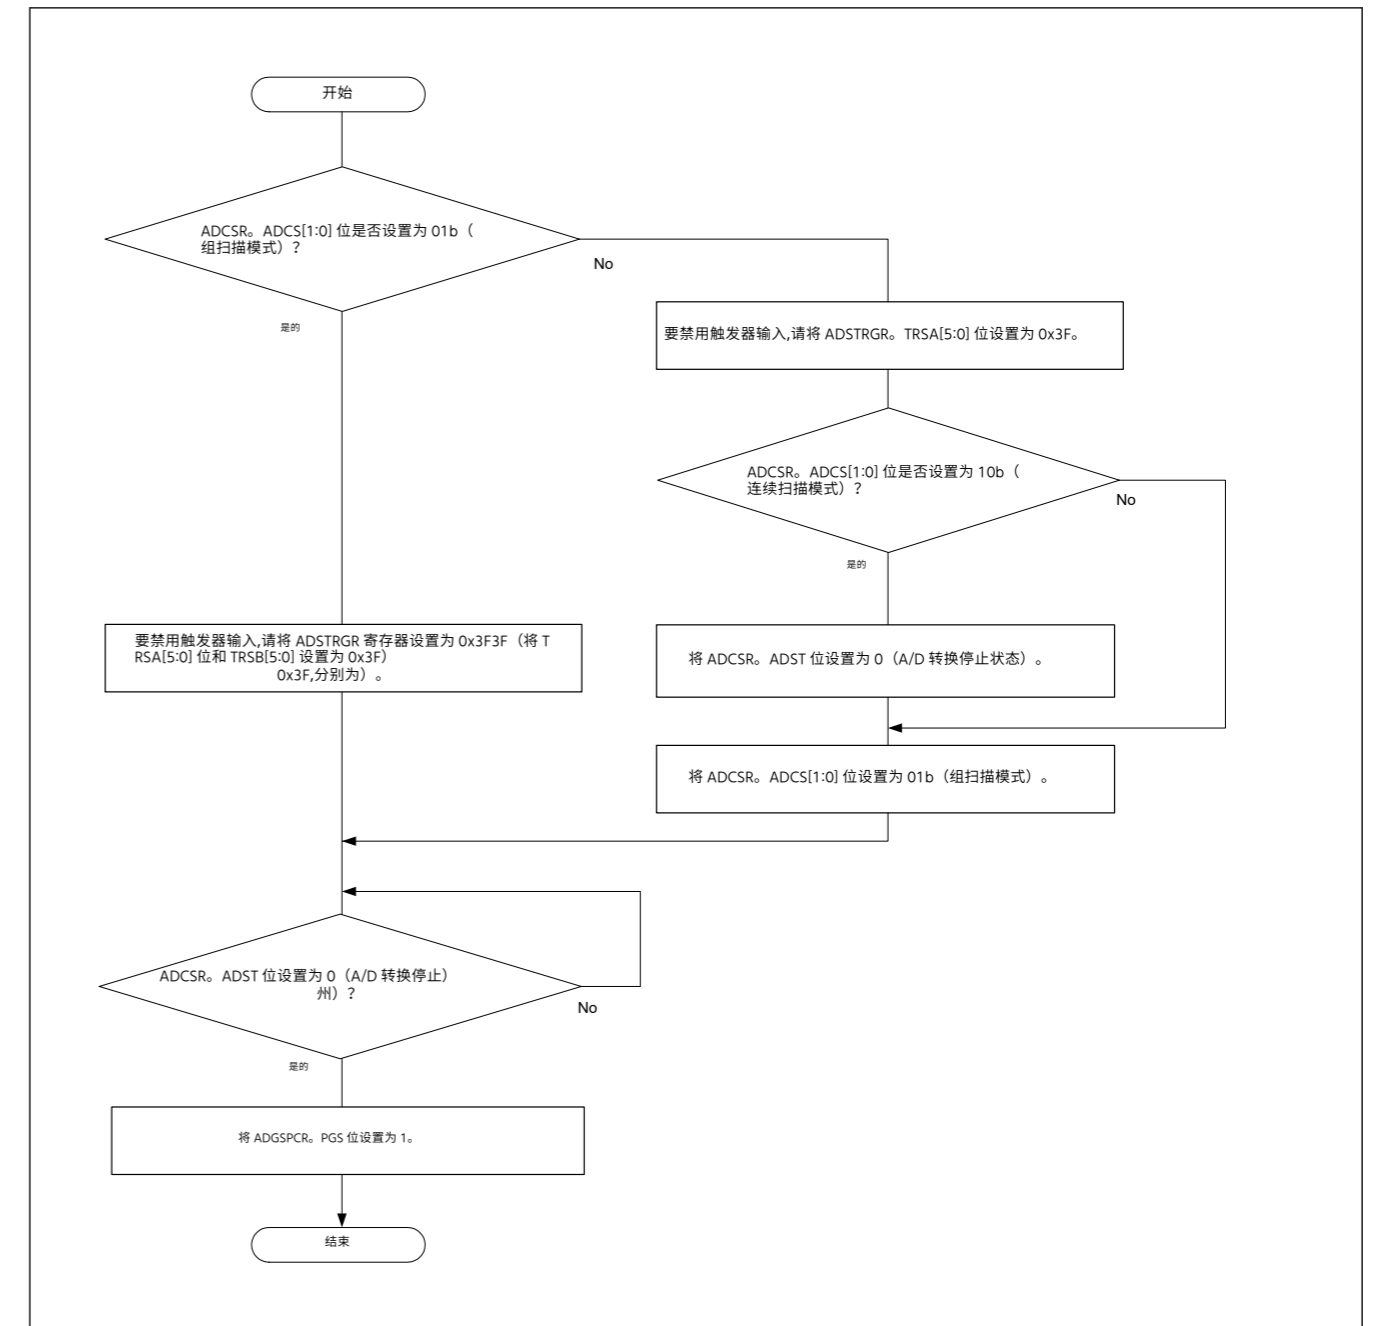 开始
ADCSR。ADCS[1:0] 位是否设置为 01b（
组扫描模式）？
No
是的
要禁用触发器输入,请将 ADSTRGR。TRSA[5:0] 位设置为 0x3F。
ADCSR。ADCS[1:0] 位是否设置为 10b（
连续扫描模式）？
No
是的
要禁用触发器输入,请将 ADSTRGR 寄存器设置为 0x3F3F（将 T
RSA[5:0] 位和 TRSB[5:0] 设置为 0x3F）
0x3F,分别为）。
将 ADCSR。ADST 位设置为 0（A/D 转换停止状态）。
将 ADCSR。ADCS[1:0] 位设置为 01b（组扫描模式）。
ADCSR。ADST 位设置为 0（A/D 转换停止）
州）？
No
是的
将 ADGSPCR。PGS 位设置为 1。
结束